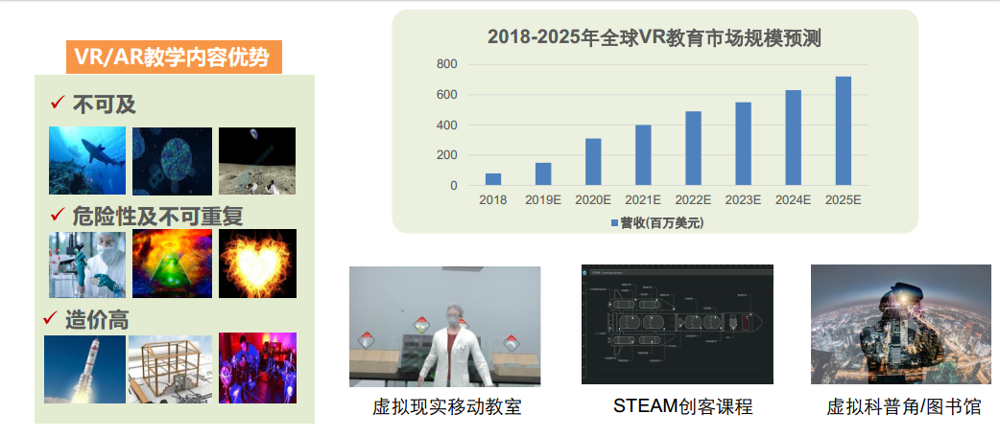 VR/AR教学内容优势
✓ 不可及
✓ 危险性及不可重复
✓ 造价高
2018-2025年全球VR教育市场规模预测
800
600
400
200
0
2018 2019E 2020E 2021E 2022E 2023E 2024E 2025E
营收(百万美元)
虚拟现实移动教室
STEAM创客课程
虚拟科普角/图书馆